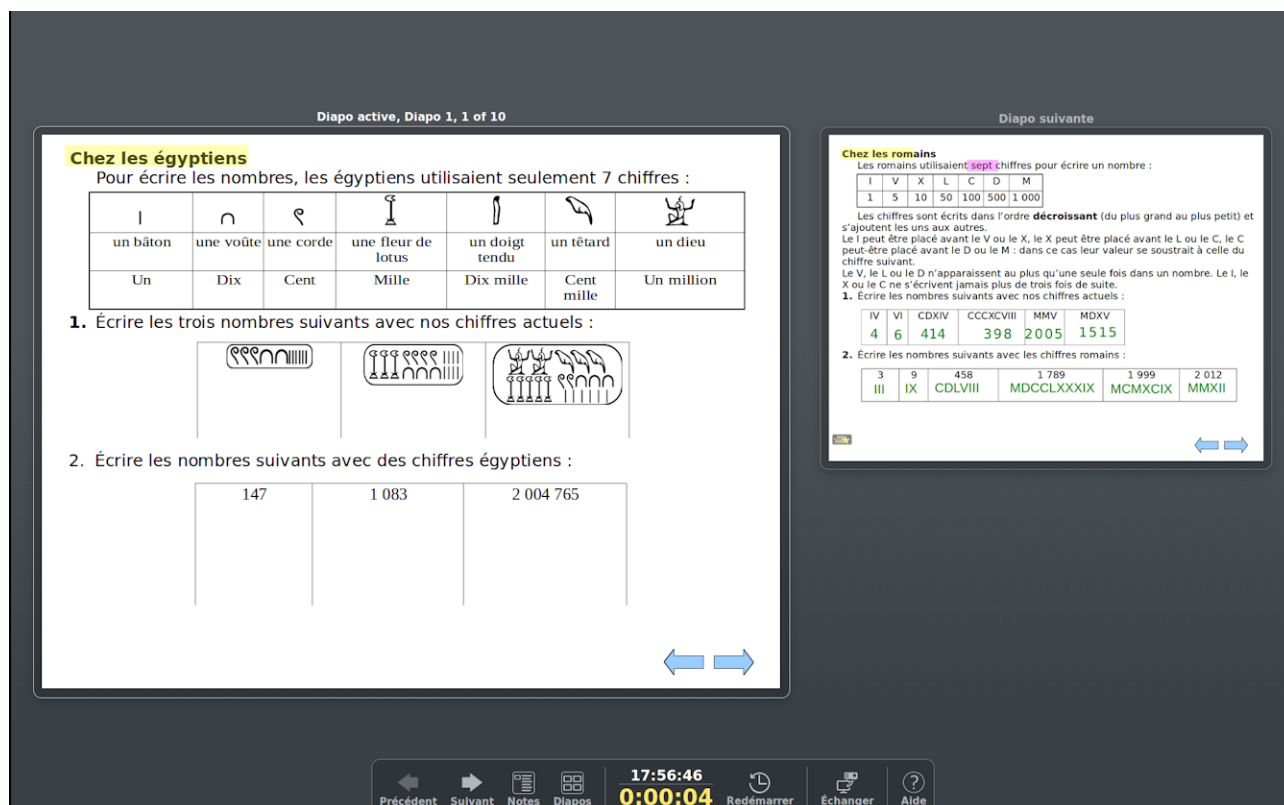 Diapo active, Diapo 1, 1 of 10
Chez les égyptiens
Pour écrire les nombres, les égyptiens utilisaient seulement 7 chiffres :
un bâton une voûte une corde une fleur de lotus un doigt tendu un têtard un dieu
Un Dix Cent Mille Dix mille Cent mille Un million
1. Écrire les trois nombres suivants avec nos chiffres actuels :
2. Écrire les nombres suivants avec des chiffres égyptiens :
147 1 083 2 004 765
Diapo suivante
Chez les romains
Les romains utilisaient sept chiffres pour écrire un nombre :
I V X L C D M
1 5 10 50 100 500 1 000
Les chiffres sont écrits dans l'ordre décroissant (du plus grand au plus petit) et
s'ajoutent les uns aux autres.
Le I peut être placé avant le V ou le X, le X peut être placé avant le L ou le C, le C
peut-être placé avant le D ou le M : dans ce cas leur valeur se soustrait à celle du
chiffre suivant.
Le V, le L ou le D n'apparaissent au plus qu'une seule fois dans un nombre. Le I, le
X ou le C ne s'écrivent jamais plus de trois fois de suite.
1. Écrire les nombres suivants avec nos chiffres actuels :
IV VI CDXIV CCCXCVIII MMV MDXV
4 6 414 398 2005 1515
2. Écrire les nombres suivants avec les chiffres romains :
3 9 458 1 789 1 999 2 012
III IX CDLVIII MDCCLXXXIX MCMXCIX MMXII
17:56:46
0:00:04
Précédent Suivant Notes Diapos Redémarrer Échanger Aide